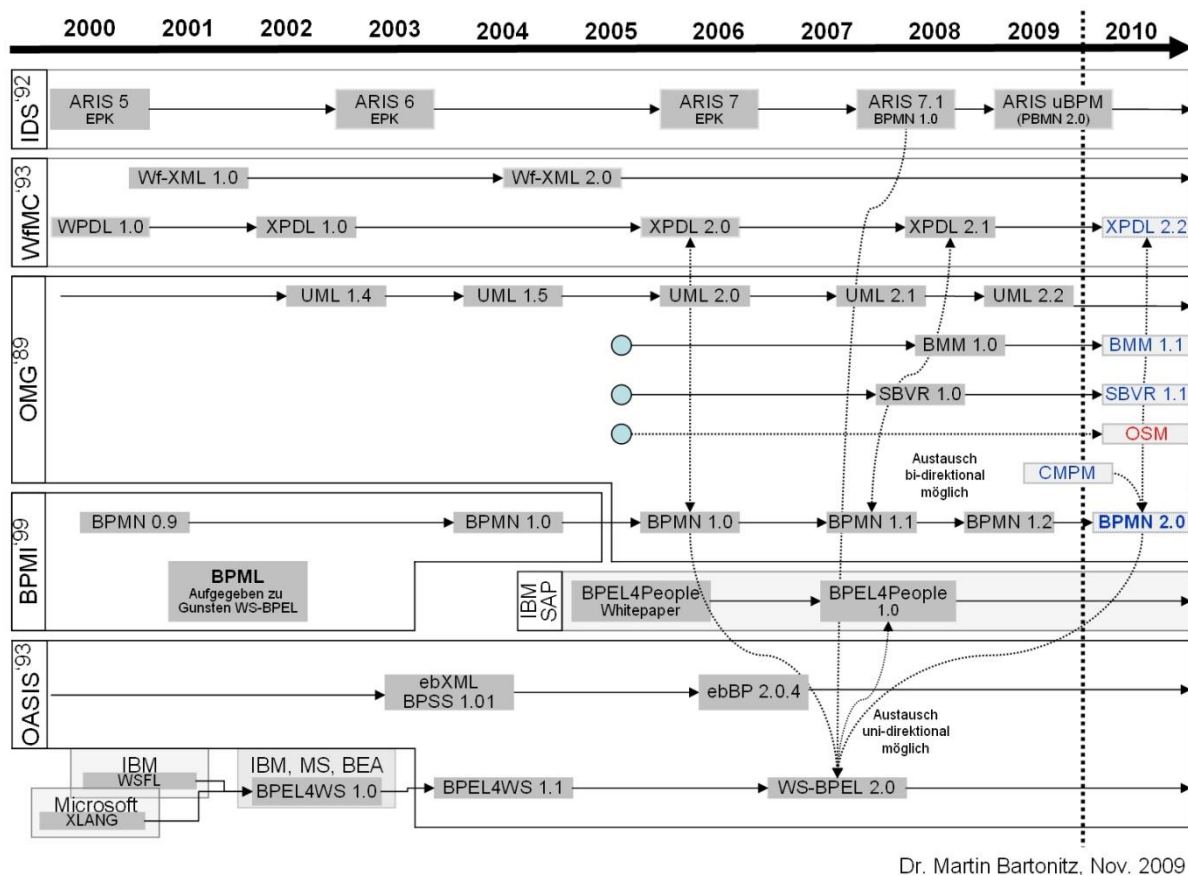 2000 2001 2002 2003 2004 2005 2006 2007 2008 2009 2010
IDS '92
ARIS 5
EPK
ARIS 6
EPK
ARIS 7
EPK
ARIS 7.1
BPMN 1.0
ARIS uBPM
(PBMN 2.0)
WfMC '93
Wf-XML 1.0
Wf-XML 2.0
WPDL 1.0
XPDL 1.0
XPDL 2.0
XPDL 2.1
XPDL 2.2
OMG '89
UML 1.4
UML 1.5
UML 2.0
UML 2.1
UML 2.2
BMM 1.0
BMM 1.1
SBVR 1.0
SBVR 1.1
OSM
Austausch
bi-direktional
möglich
CMPM
BPMI '99
BPMN 0.9
BPMN 1.0
BPMN 1.0
BPMN 1.1
BPMN 1.2
BPMN 2.0
BPML
Aufgegeben zu
Gunsten WS-BPEL
IBM
SAP
BPEL4People
Whitepaper
BPEL4People
1.0
OASIS '93
ebXML
BPSS 1.01
ebBP 2.0.4
Austausch
uni-direktional
möglich
IBM
WSFL
Microsoft
XLANG
IBM, MS, BEA
BPEL4WS 1.0
BPEL4WS 1.1
WS-BPEL 2.0
Dr. Martin Bartonitz, Nov. 2009